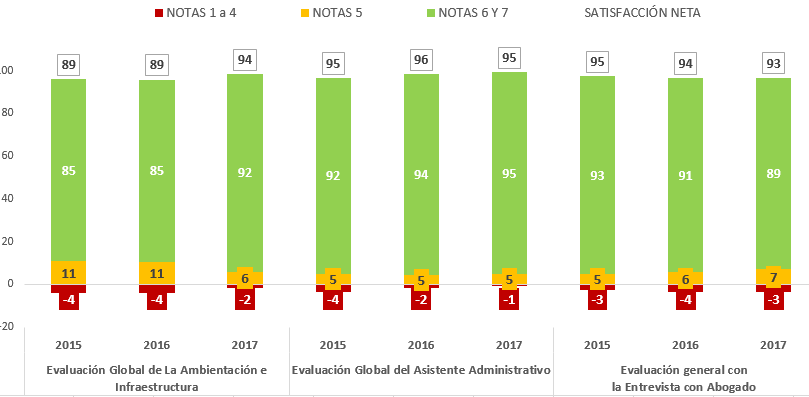 NOTAS 1 a 4 NOTAS 5 NOTAS 6 Y 7 SATISFACCIÓN NETA
89 89 94 95 96 95 95 94 93
100
80
60
40
20
0
-20
85 85 92 92 94 95 93 91 89
11 11 6 5 5 5 5 6 7
-4 -4 -2 -4 -2 -1 -3 -4 -3
2015 2016 2017 2015 2016 2017 2015 2016 2017
Evaluación Global de La Ambientación e
Infraestructura
Evaluación Global del Asistente Administrativo
Evaluación general con
la Entrevista con Abogado